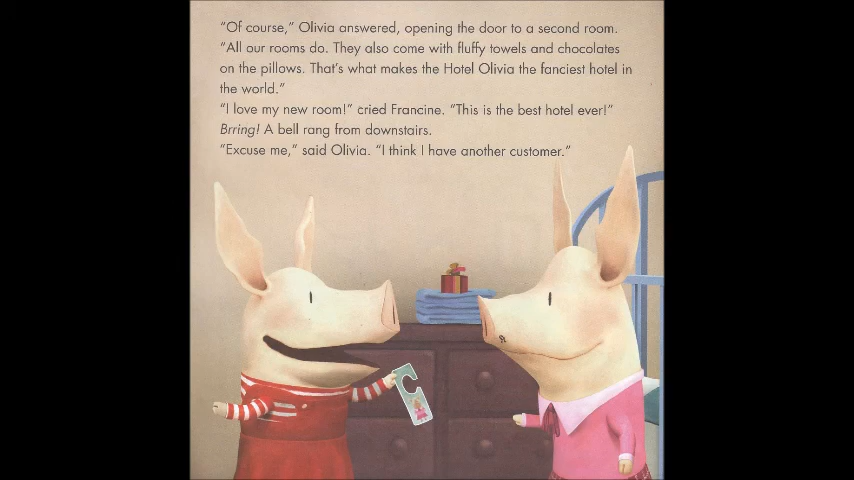 “Of course,” Olivia answered, opening the door to a second room.
“All our rooms do. They also come with fluffy towels and chocolates
on the pillows. That’s what makes the Hotel Olivia the fanciest hotel in
the world.”
“I love my new room!” cried Francine. “This is the best hotel ever!”
Brring! A bell rang from downstairs.
“Excuse me,” said Olivia. “I think I have another customer.”